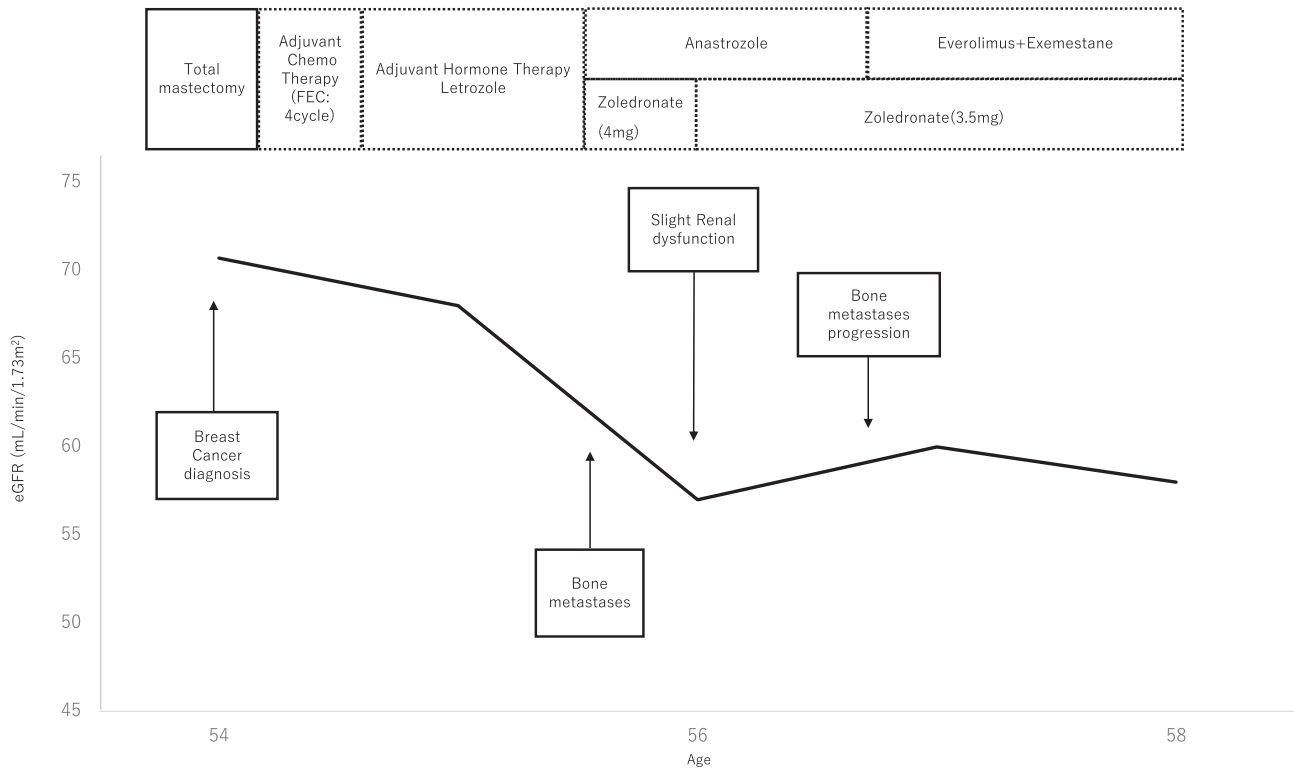 Total
mastectomy
Adjuvant
Chemo
Therapy
(FEC:
4cycle)
Adjuvant Hormone Therapy
Letrozole
Anastrozole
Everolimus+Exemestane
Zoledronate
(4mg)
Zoledronate(3.5mg)
75
70
65
60
55
50
45
eGFR (mL/min/1.73m²)
Slight Renal
dysfunction
Bone
metastases
progression
Breast
Cancer
diagnosis
Bone
metastases
54
56
58
Age